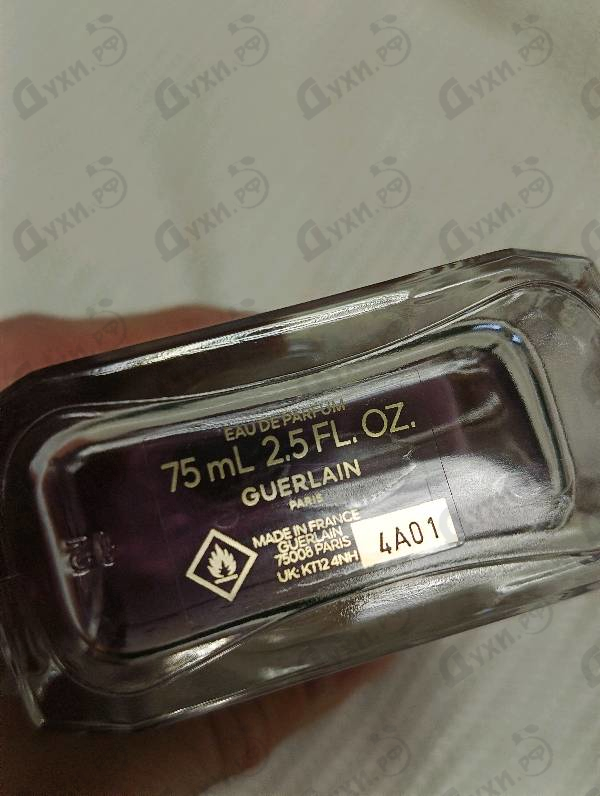 EAU DE PARFUM
75 mL 2.5 FL. OZ.
GUERLAIN
PARIS
MADE IN FRANCE
GUERLAIN
75008 PARIS
UK: KT12 4NH
4A01
12
Духи.РФ